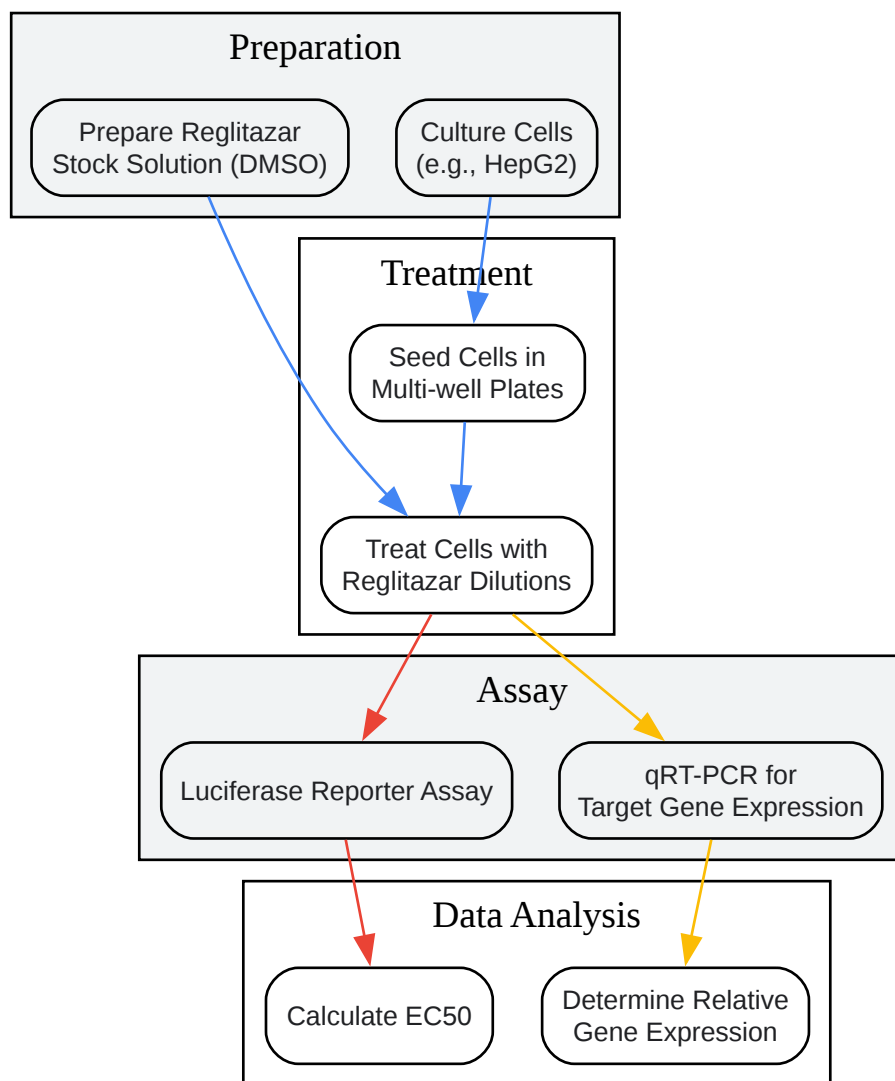 Preparation
Prepare Reglitazar
Stock Solution (DMSO)
Culture Cells
(e.g., HepG2)
Treatment
Seed Cells in
Multi-well Plates
Treat Cells with
Reglitazar Dilutions
Assay
Luciferase Reporter Assay
qRT-PCR for
Target Gene Expression
Data Analysis
Calculate EC50
Determine Relative
Gene Expression